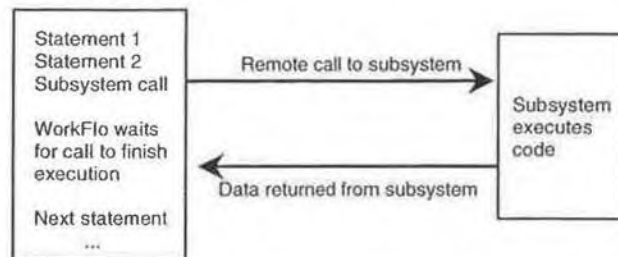 Statement 1
Statement 2
Subsystem call
WorkFlo waits
for call to finish
execution
Next statement
...
Remote call to subsystem
Data returned from subsystem
Subsystem
executes
code